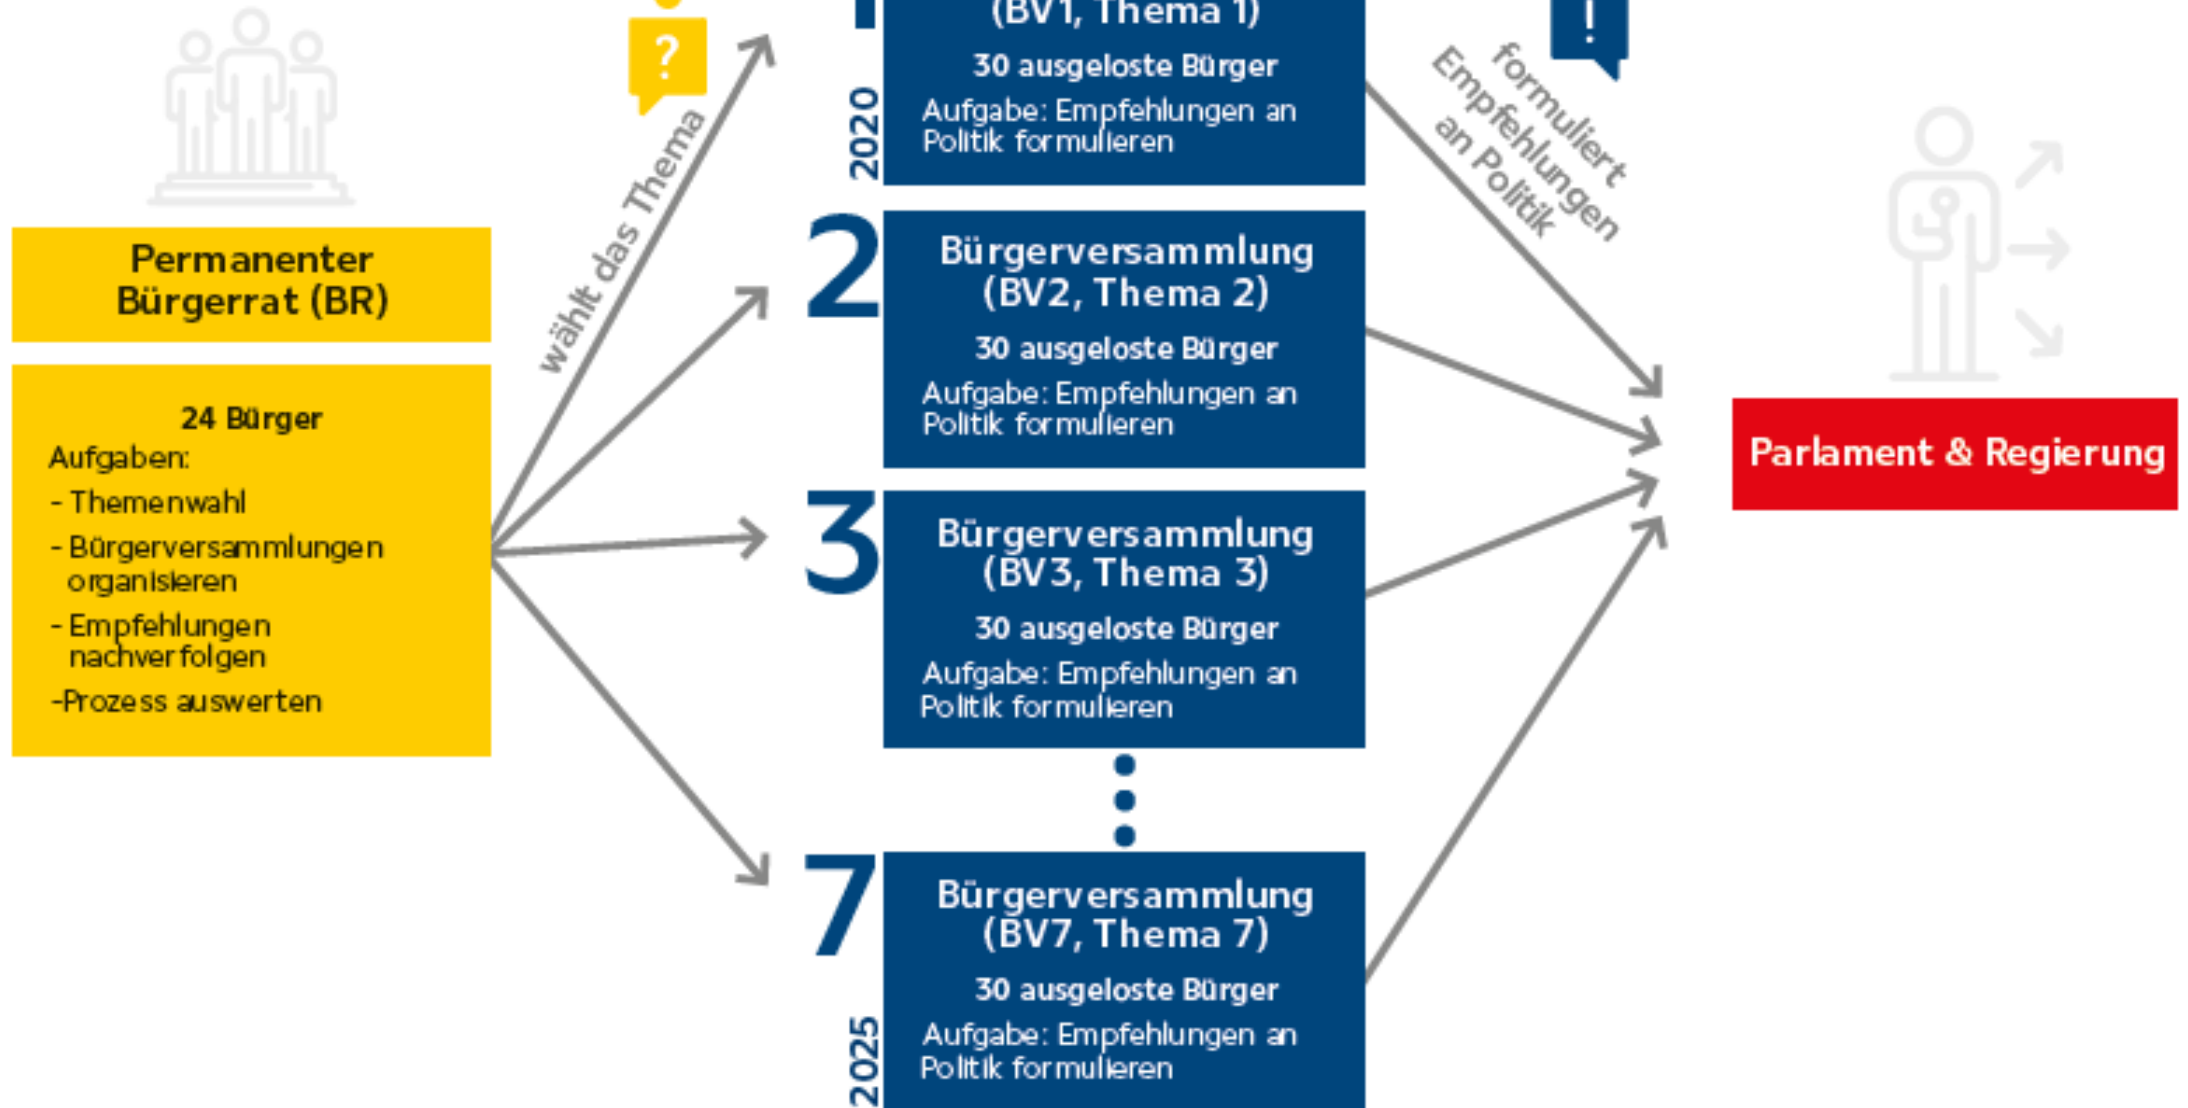 Permanenter
Bürgerrat (BR)
24 Bürger
Aufgaben:
- Themenwahl
- Bürgerversammlungen
organisieren
- Empfehlungen
nachverfolgen
-Prozess auswerten
?
wählt das Thema
1
2020
(BV1, Thema 1)
30 ausgeloste Bürger
Aufgabe: Empfehlungen an
Politik formulieren
2
Bürgerversammlung
(BV2, Thema 2)
30 ausgeloste Bürger
Aufgabe: Empfehlungen an
Politik formulieren
3
Bürgerversammlung
(BV3, Thema 3)
30 ausgeloste Bürger
Aufgabe: Empfehlungen an
Politik formulieren
7
2025
Bürgerversammlung
(BV7, Thema 7)
30 ausgeloste Bürger
Aufgabe: Empfehlungen an
Politik formulieren
!
formuliert
Empfehlungen
an Politik
Parlament & Regierung